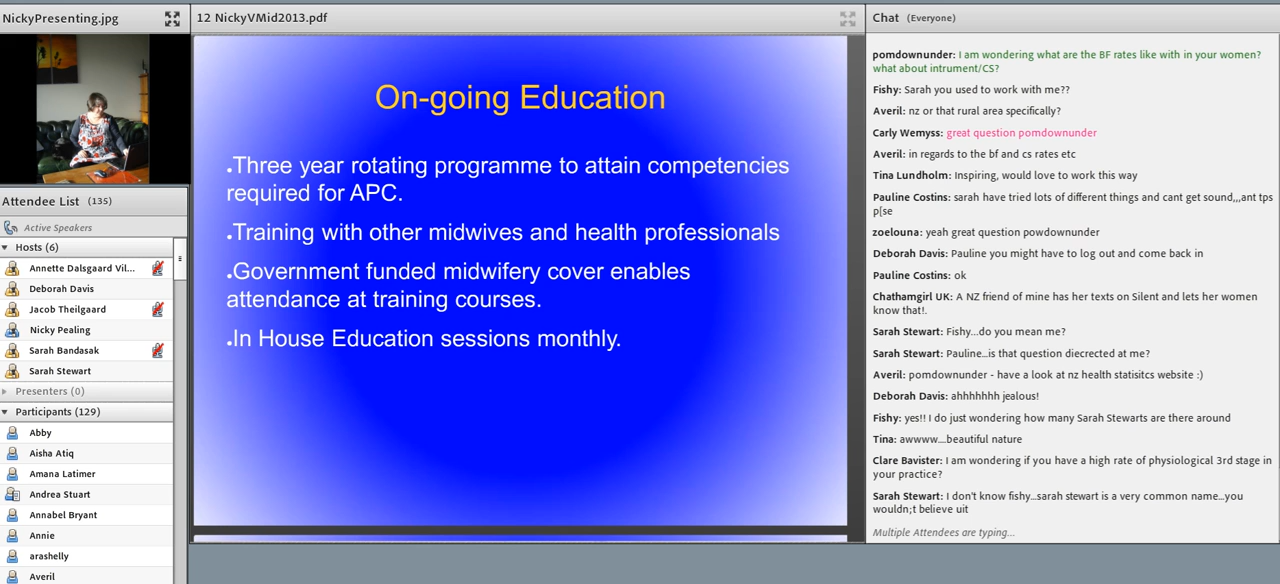 NickyPresenting.jpg
Attendee List (135)
Active Speakers
Hosts (6)
Annette Dalsgaard Vil...
Deborah Davis
Jacob Theilgaard
Nicky Pealing
Sarah Bandasak
Sarah Stewart
Presenters (0)
Participants (129)
Abby
Aisha Atiq
Amana Latimer
Andrea Stuart
Annabel Bryant
Annie
arashelly
Averil
12 NickyVMid2013.pdf
On-going Education
.Three year rotating programme to attain competencies
required for APC.
.Training with other midwives and health professionals
.Government funded midwifery cover enables
attendance at training courses.
.In House Education sessions monthly.
Chat (Everyone)
pomdownunder: I am wondering what are the BF rates like with in your women?
what about intrument/CS?
Fishy: Sarah you used to work with me??
Averil: nz or that rural area specifically?
Carly Wemyss: great question pomdownunder
Averil: in regards to the bf and cs rates etc
Tina Lundholm: Inspiring, would love to work this way
Pauline Costins: sarah have tried lots of different things and cant get sound,,,ant tps
p[se
zoelouna: yeah great question powdownunder
Deborah Davis: Pauline you might have to log out and come back in
Pauline Costins: ok
Chathamgirl UK: A NZ friend of mine has her texts on Silent and lets her women
know that!.
Sarah Stewart: Fishy...do you mean me?
Sarah Stewart: Pauline...is that question diecrected at me?
Averil: pomdownunder - have a look at nz health statisitcs website :)
Deborah Davis: ahhhhhhh jealous!
Fishy: yes!! I do just wondering how many Sarah Stewarts are there around
Tina: awwww....beautiful nature
Clare Bavister: I am wondering if you have a high rate of physiological 3rd stage in
your practice?
Sarah Stewart: I don't know fishy...sarah stewart is a very common name...you
wouldn;t believe uit
Multiple Attendees are typing...